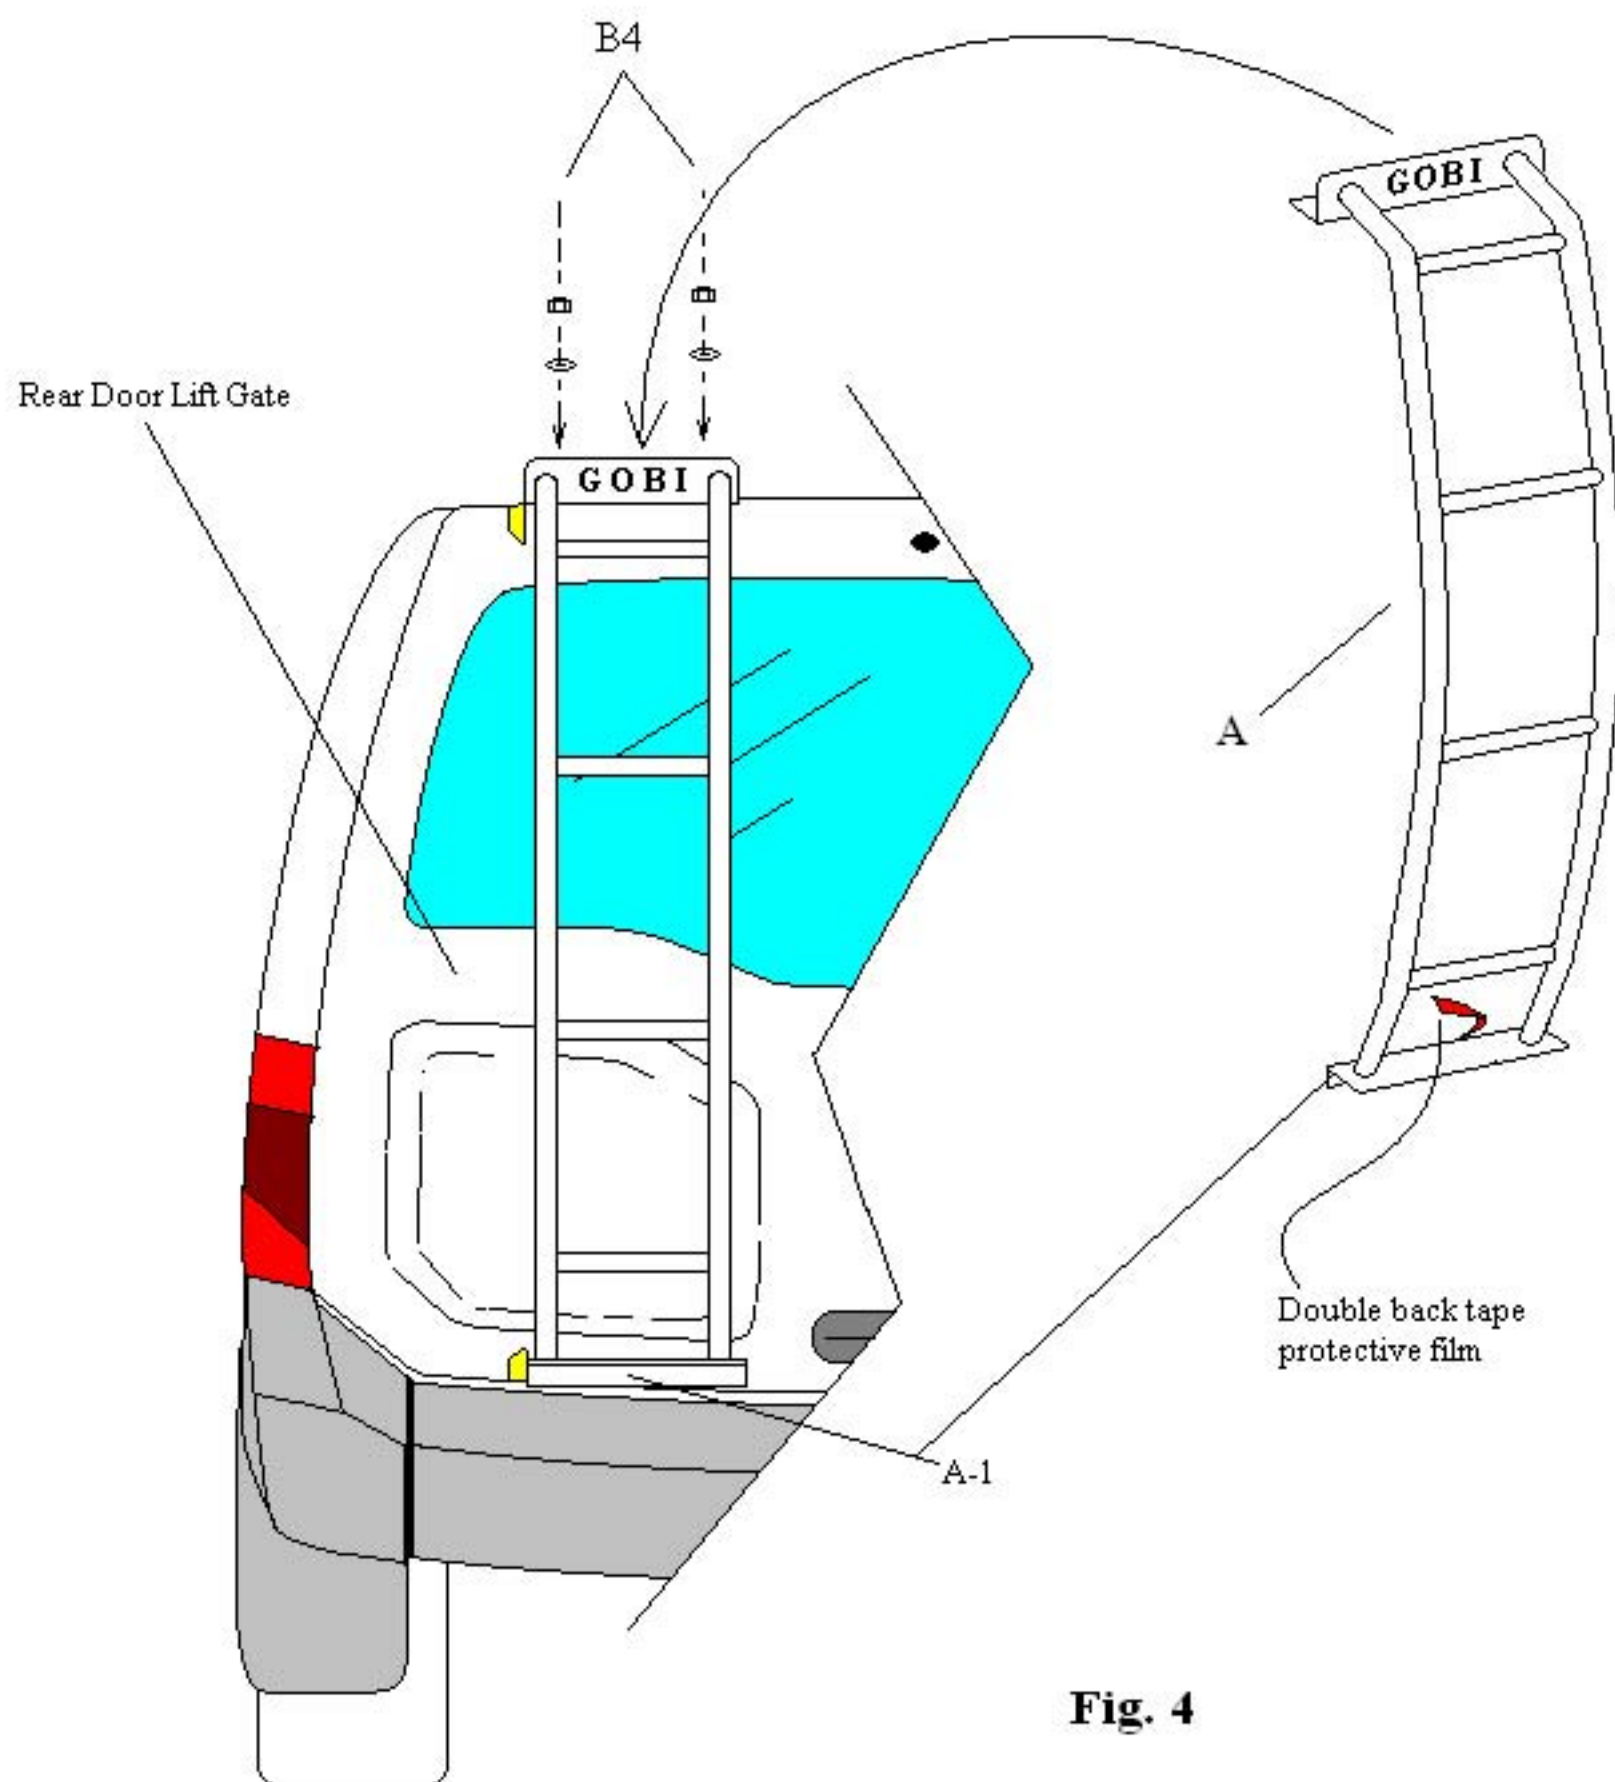 B4
GOBI
Rear Door Lift Gate
GOBI
A
Double back tape
protective film
A-1
Fig. 4